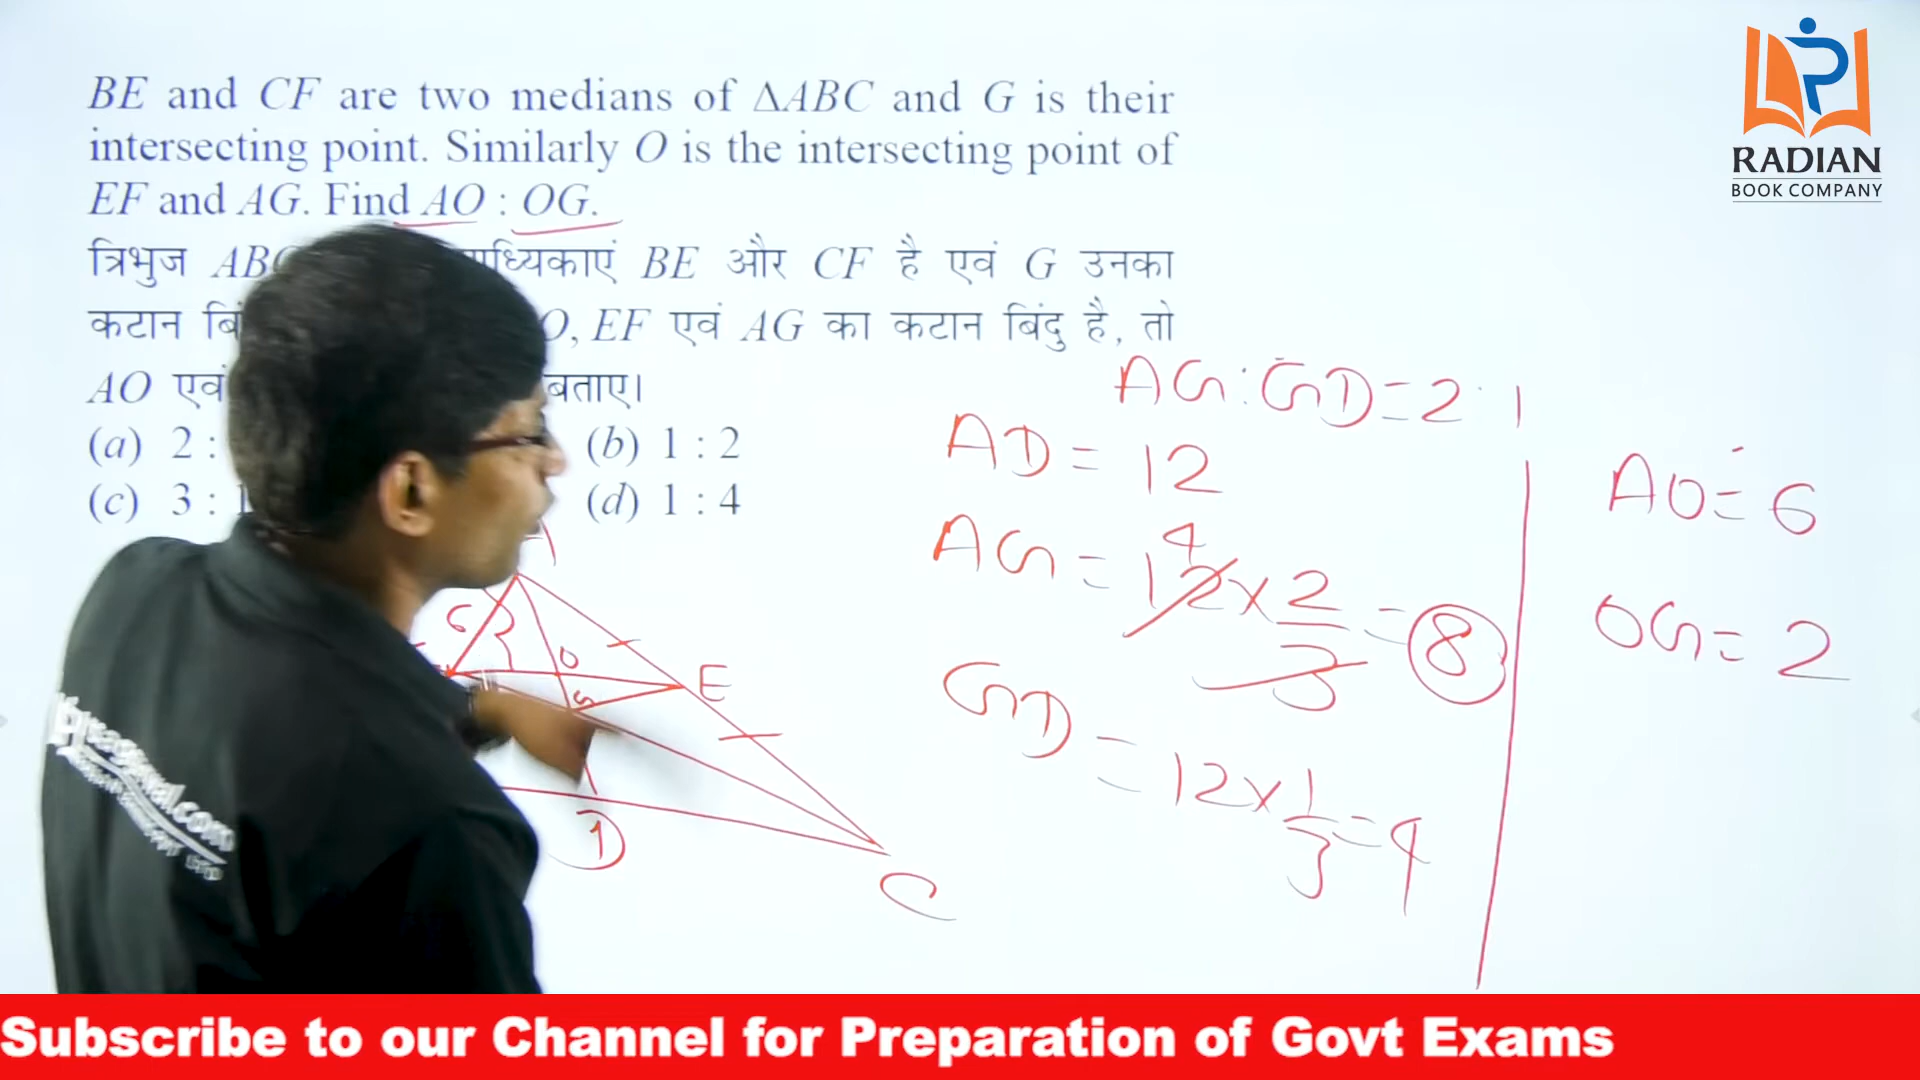 BE and CF are two medians of ΔABC and G is their
intersecting point. Similarly O is the intersecting point of
EF and AG. Find AO : OG.
त्रिभुज BE और CF है एवं G उनका
कटान EF एवं AG का कटान बिंदु है, तो
AO एवं बताए।
(a) 2 :
(b) 1 : 2
(c) 3 : 1
(d) 1 : 4
RADIAN
BOOK COMPANY
AG : GD = 2 : 1
AD = 12
AG = 12 × 2/3 = 8
4
GD = 12 × 1/3 = 4
AO = 6
OG = 2
A
6
O
E
G
D
C
Subscribe to our Channel for Preparation of Govt Exams